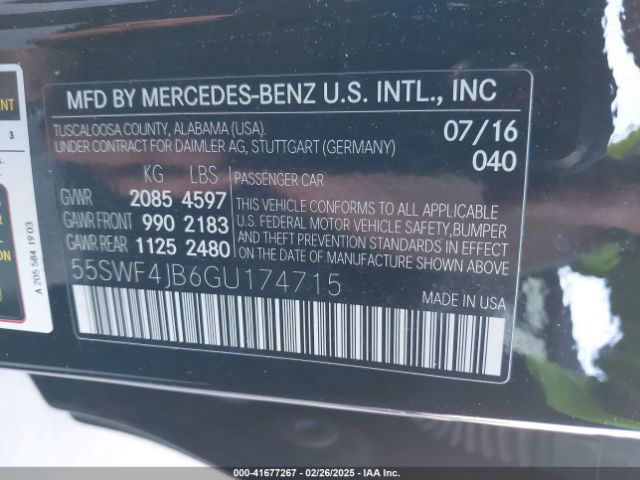 MFD BY MERCEDES-BENZ U.S. INTL., INC
TUSCALOOSA COUNTY, ALABAMA (USA).
UNDER CONTRACT FOR DAIMLER AG, STUTTGART (GERMANY)
07/16
040
KG LBS
GVWR 2085 4597
GAWR FRONT 990 2183
GAWR REAR 1125 2480
PASSENGER CAR
THIS VEHICLE CONFORMS TO ALL APPLICABLE
U.S. FEDERAL MOTOR VEHICLE SAFETY,BUMPER
AND THEFT PREVENTION STANDARDS IN EFFECT
ON THE DATE OF MANUFACTURE SHOWN ABOVE.
55SWF4JB6GU174715
MADE IN USA
3
A 205 584 19 03
000-41677267 / 02/26/2025 / IAAI.COM